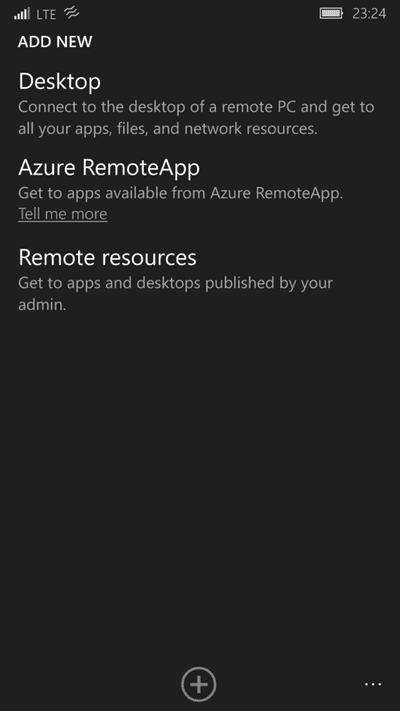 LTE 23:24
ADD NEW
Desktop
Connect to the desktop of a remote PC and get to
all your apps, files, and network resources.
Azure RemoteApp
Get to apps available from Azure RemoteApp.
Tell me more
Remote resources
Get to apps and desktops published by your
admin.